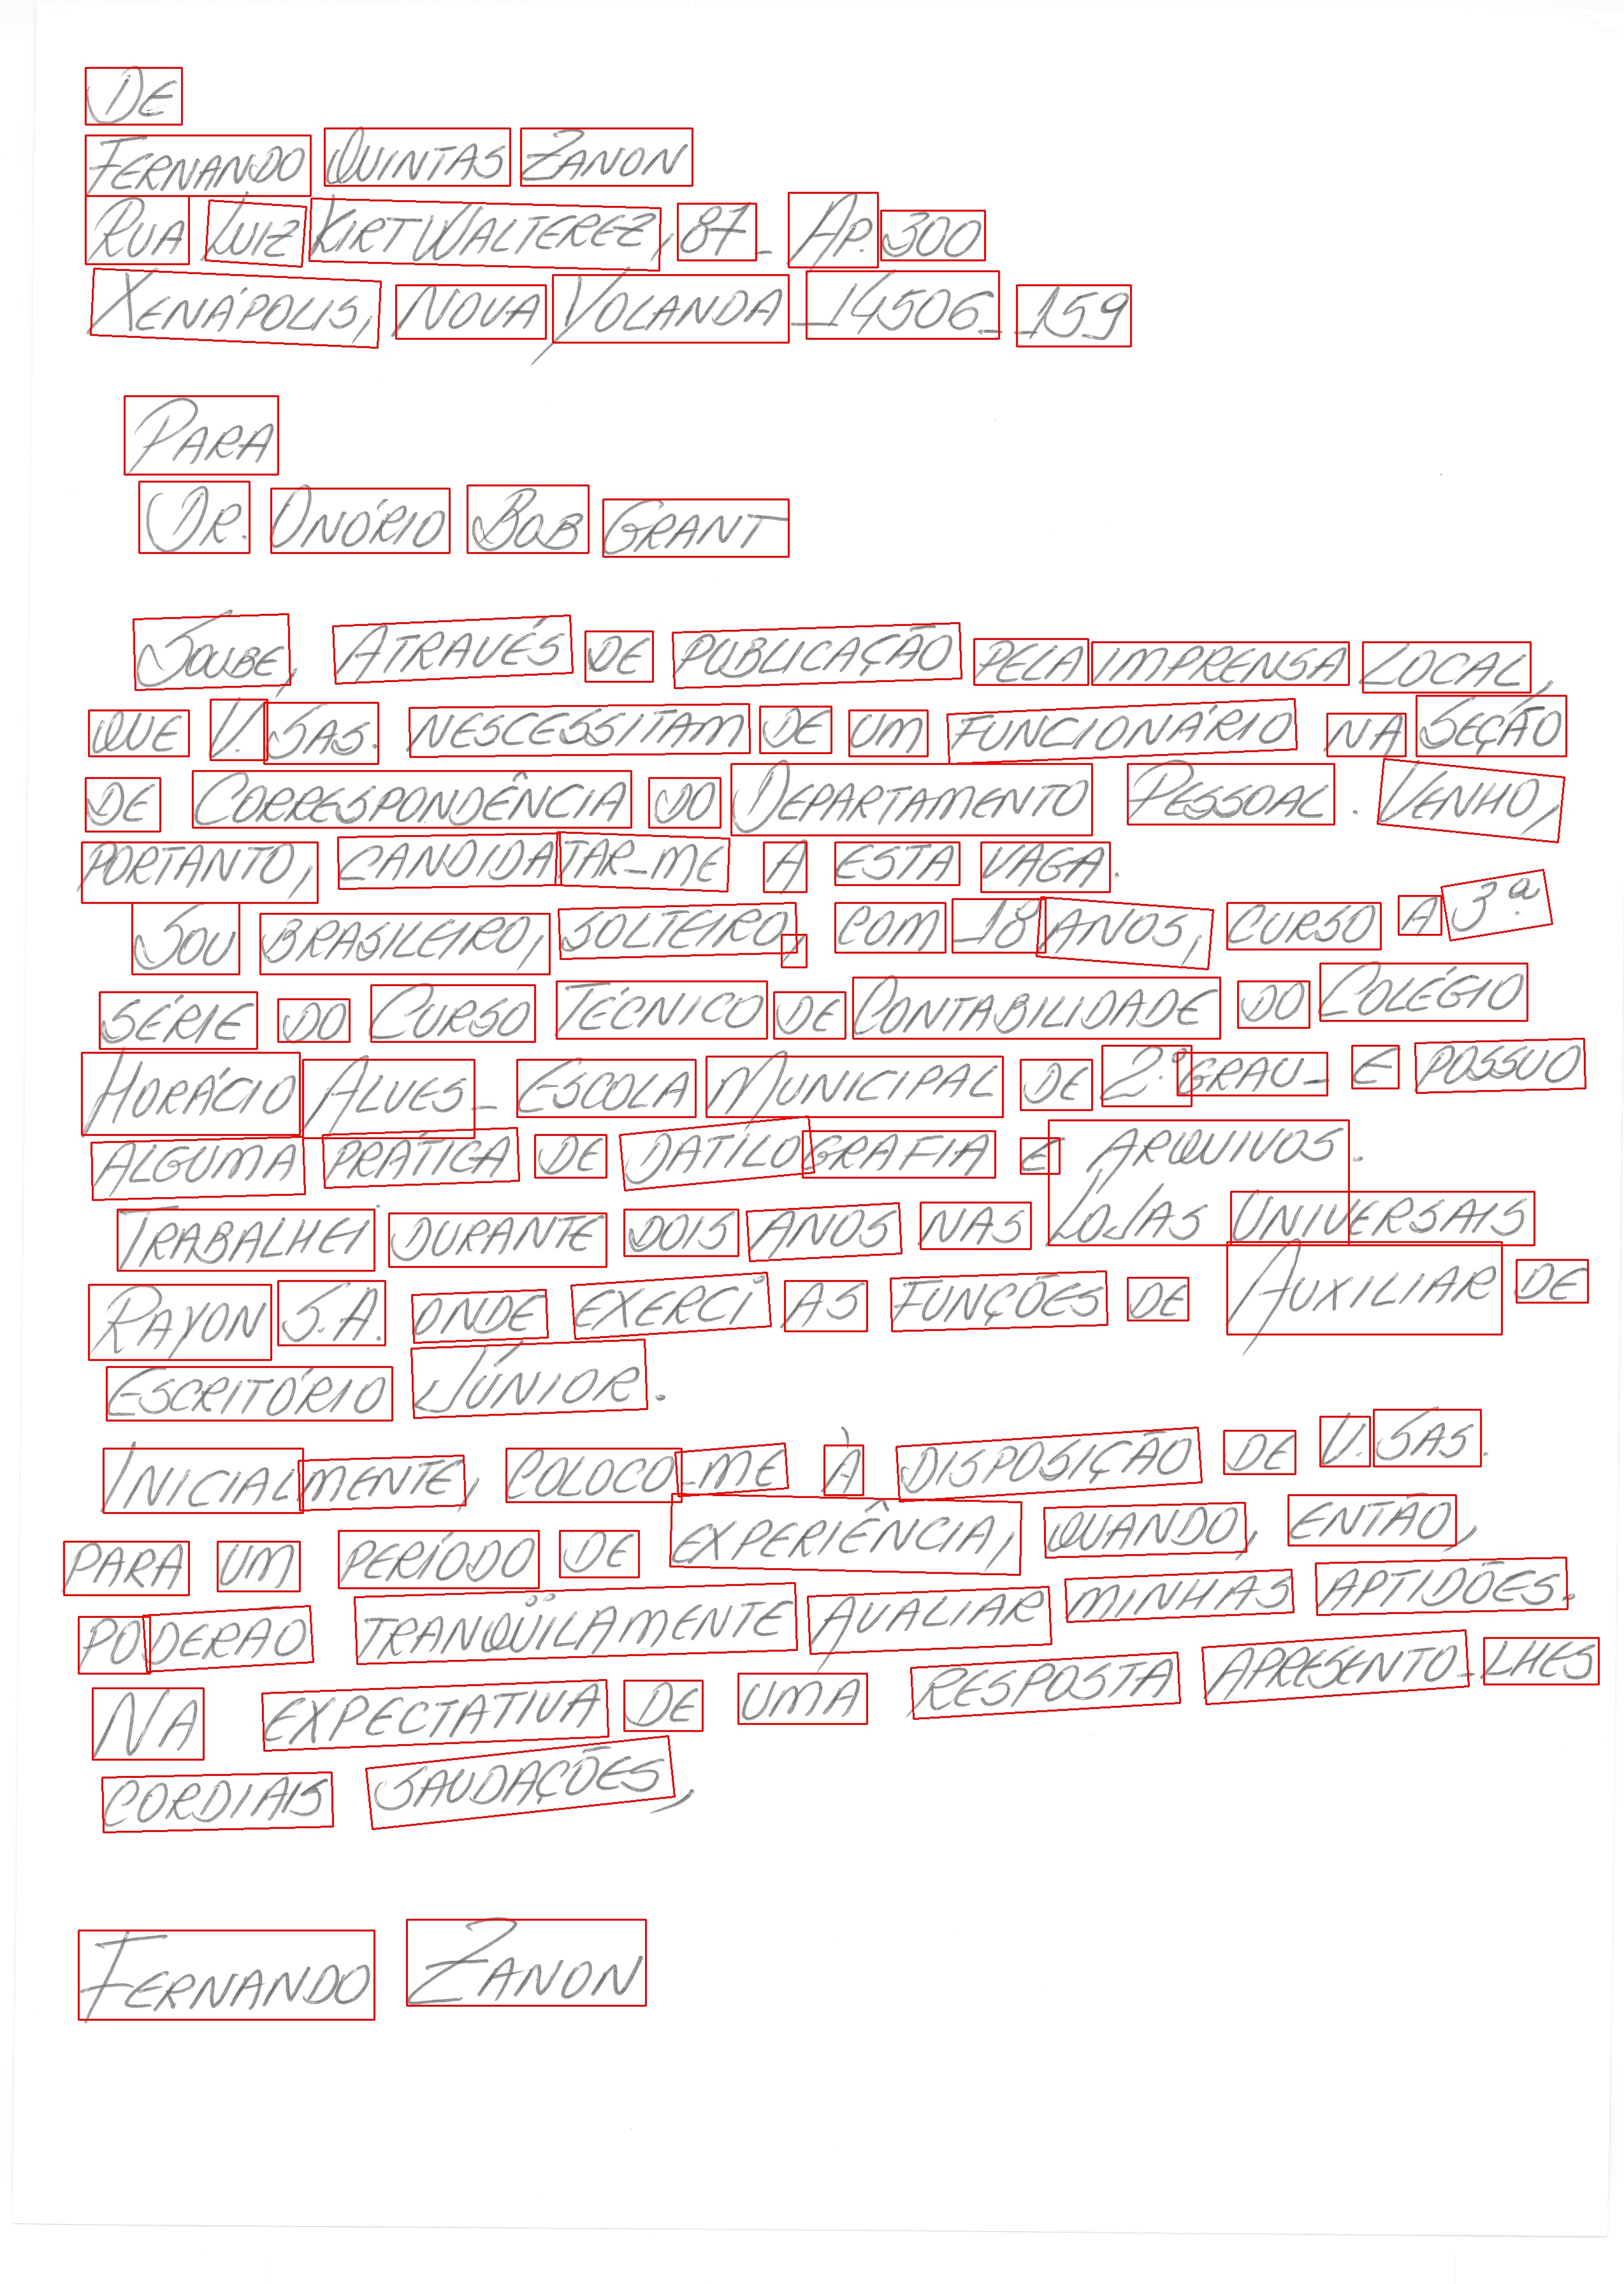 DE
FERNANDO QUINTAS ZANON
RUA LUIZ KIRT WALTEREZ, 87 - AP. 300
XENÁPOLIS, NOVA YOLANDA - 14506 - 159
PARA
DR. ONÓRIO BOB GRANT
SOUBE, ATRAVÉS DE PUBLICAÇÃO PELA IMPRENSA LOCAL,
QUE V. SAS. NESCESSITAM DE UM FUNCIONÁRIO NA SEÇÃO
DE CORRESPONDÊNCIA DO DEPARTAMENTO PESSOAL. VENHO,
PORTANTO, CANDIDATAR-ME A ESTA VAGA.
SOU BRASILEIRO, SOLTEIRO, COM 18 ANOS, CURSO A 3.ª
SÉRIE DO CURSO TÉCNICO DE CONTABILIDADE DO COLÉGIO
HORÁCIO ALVES - ESCOLA MUNICIPAL DE 2.º GRAU - E POSSUO
ALGUMA PRÁTICA DE DATILOGRAFIA E ARQUIVOS.
TRABALHEI DURANTE DOIS ANOS NAS LOJAS UNIVERSAIS
RAYON S.A. ONDE EXERCI AS FUNÇÕES DE AUXILIAR DE
ESCRITÓRIO JÚNIOR.
INICIALMENTE, COLOCO-ME À DISPOSIÇÃO DE V. SAS.
PARA UM PERÍODO DE EXPERIÊNCIA, QUANDO, ENTÃO,
PODERÃO TRANQÜILAMENTE AVALIAR MINHAS APTIDÕES.
NA EXPECTATIVA DE UMA RESPOSTA APRESENTO-LHES
CORDIAIS SAUDAÇÕES,
FERNANDO ZANON